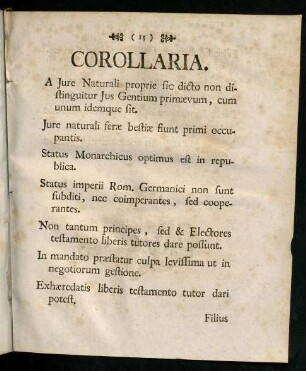 ( 15 )
COROLLARIA.
A Jure Naturali proprie sic dicto non di-
stinguitur Jus Gentium primævum, cum
unum idemque sit.
Jure naturali feræ bestiæ fiunt primi occu-
pantis.
Status Monarchicus optimus est in repu-
blica.
Status imperii Rom. Germanici non sunt
subditi, nec coimperantes, sed coope-
rantes.
Non tantum principes, sed & Electores
testamento liberis tutores dare possunt.
In mandato præstatur culpa levissima ut in
negotiorum gestione.
Exhæredatis liberis testamento tutor dari
potest,
Filius